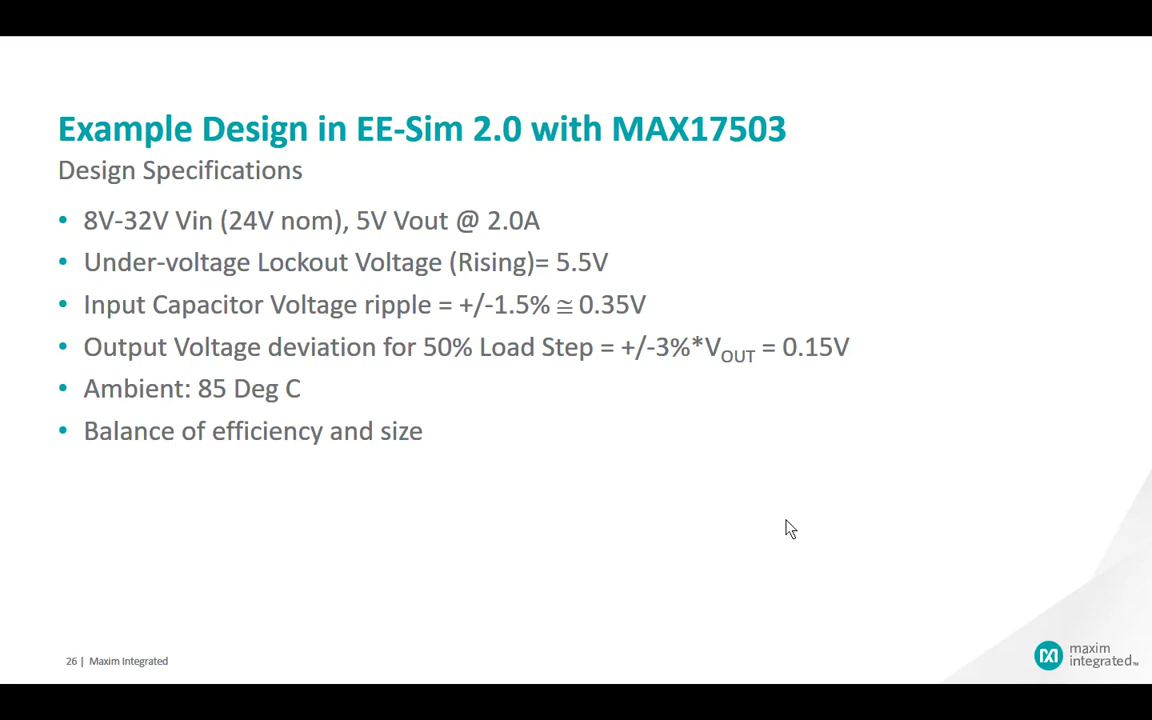 Example Design in EE-Sim 2.0 with MAX17503
Design Specifications
• 8V-32V Vin (24V nom), 5V Vout @ 2.0A
• Under-voltage Lockout Voltage (Rising)= 5.5V
• Input Capacitor Voltage ripple = +/-1.5% ≅ 0.35V
• Output Voltage deviation for 50% Load Step = +/-3%*VOUT = 0.15V
• Ambient: 85 Deg C
• Balance of efficiency and size
26 | Maxim Integrated
maxim
integrated™